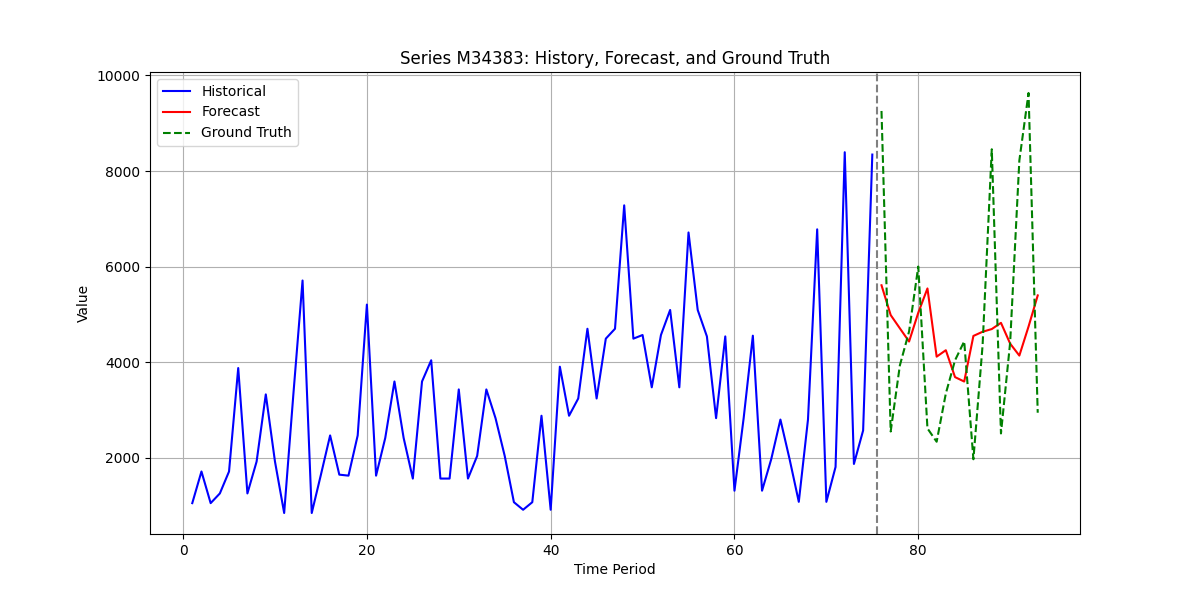 Series M34383: History, Forecast, and Ground Truth
Historical
Forecast
Ground Truth
10000
8000
6000
4000
2000
Value
0
20
40
60
80
Time Period